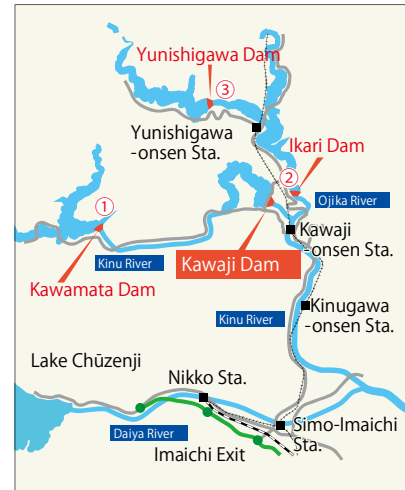 Yunishigawa Dam
③
Yunishigawa
-onsen Sta.
Ikari Dam
②
Ojika River
①
Kawaji
-onsen Sta.
Kinu River
Kawaji Dam
Kawamata Dam
Kinugawa
-onsen Sta.
Kinu River
Lake Chūzenji
Nikko Sta.
Simo-Imaichi
Sta.
Daiya River
Imaichi Exit